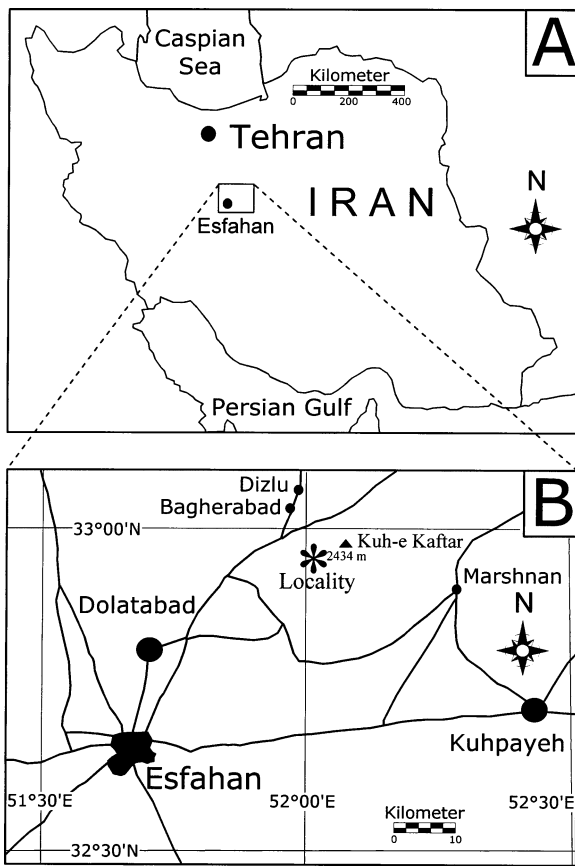 A
Caspian
Sea
Kilometer
0 200 400
Tehran
N
IRAN
Esfahan
Persian Gulf
B
Dizlu
Bagherabad
33°00'N
Kuh-e Kaftar
2434 m
Locality
Marshnan
Dolatabad
N
Kuhpayeh
Esfahan
51°30'E
52°00'E
52°30'E
Kilometer
0 10
32°30'N